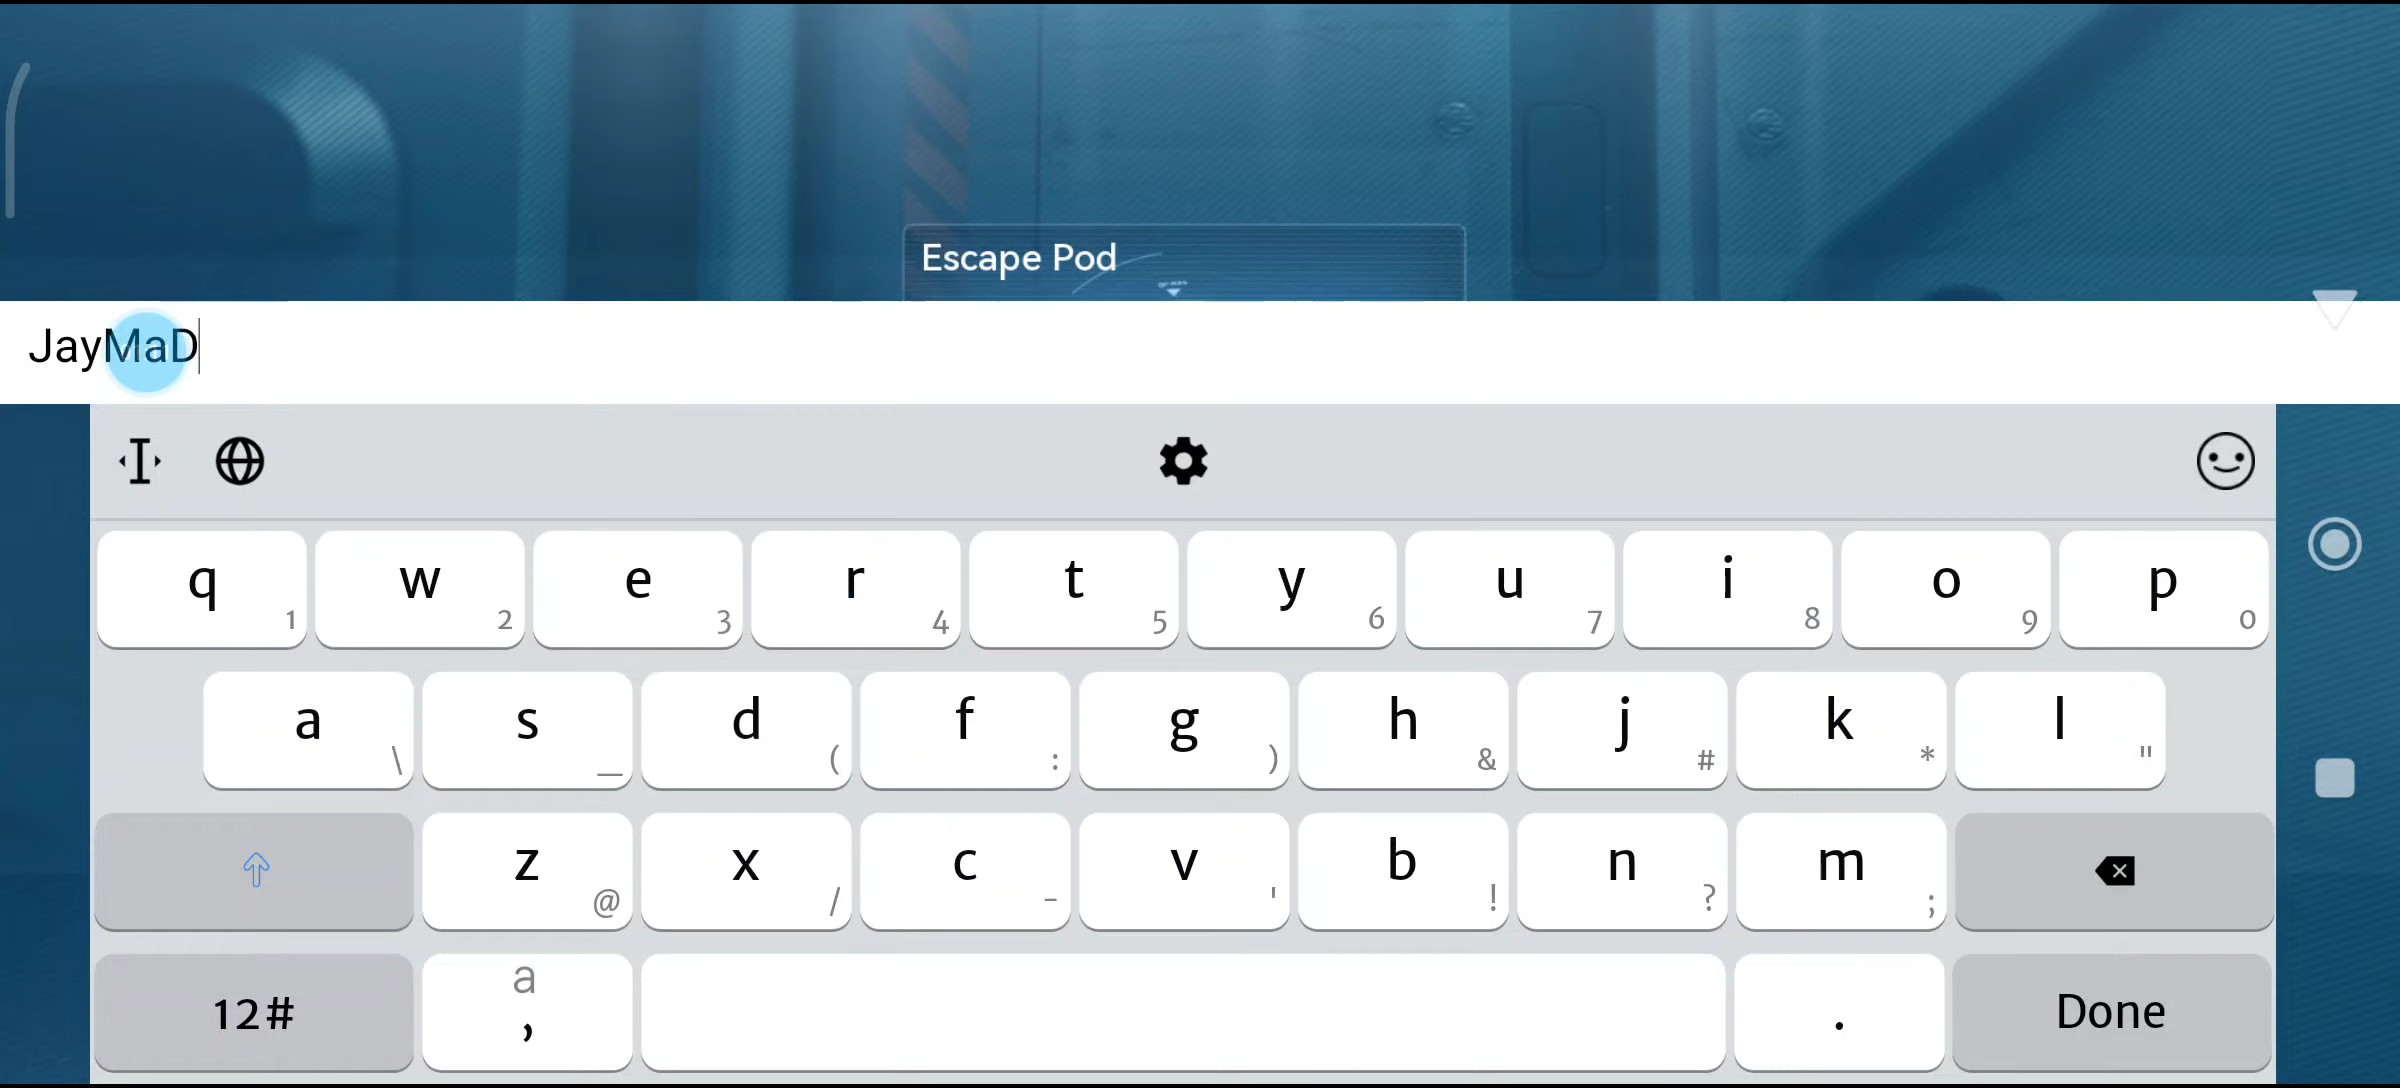 Escape Pod
JayMaD
q 1 w 2 e 3 r 4 t 5 y 6 u 7 i 8 o 9 p 0
a \ s _ d ( f : g ) h & j # k * l "
z @ x / c - v ' b ! n ? m ;
12# a , . Done